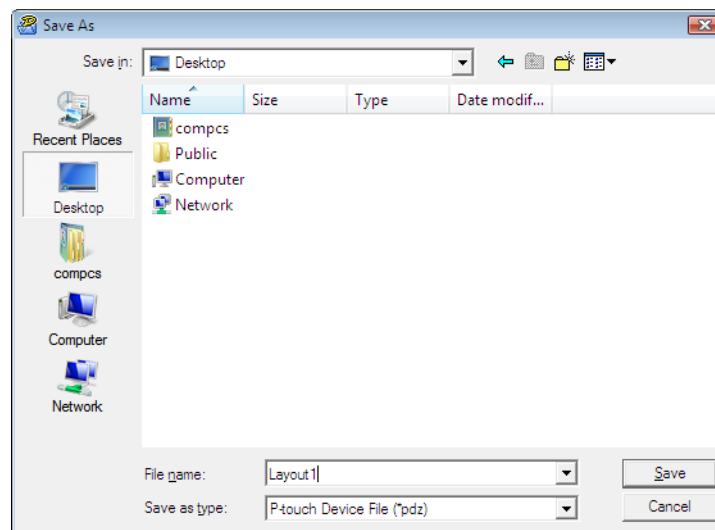 Save As
Save in:
Desktop
Name Size Type Date modif...
compcs
Public
Computer
Network
Recent Places
Desktop
compcs
Computer
Network
File name:
Layout1
Save
Save as type:
P-touch Device File (*pdz)
Cancel